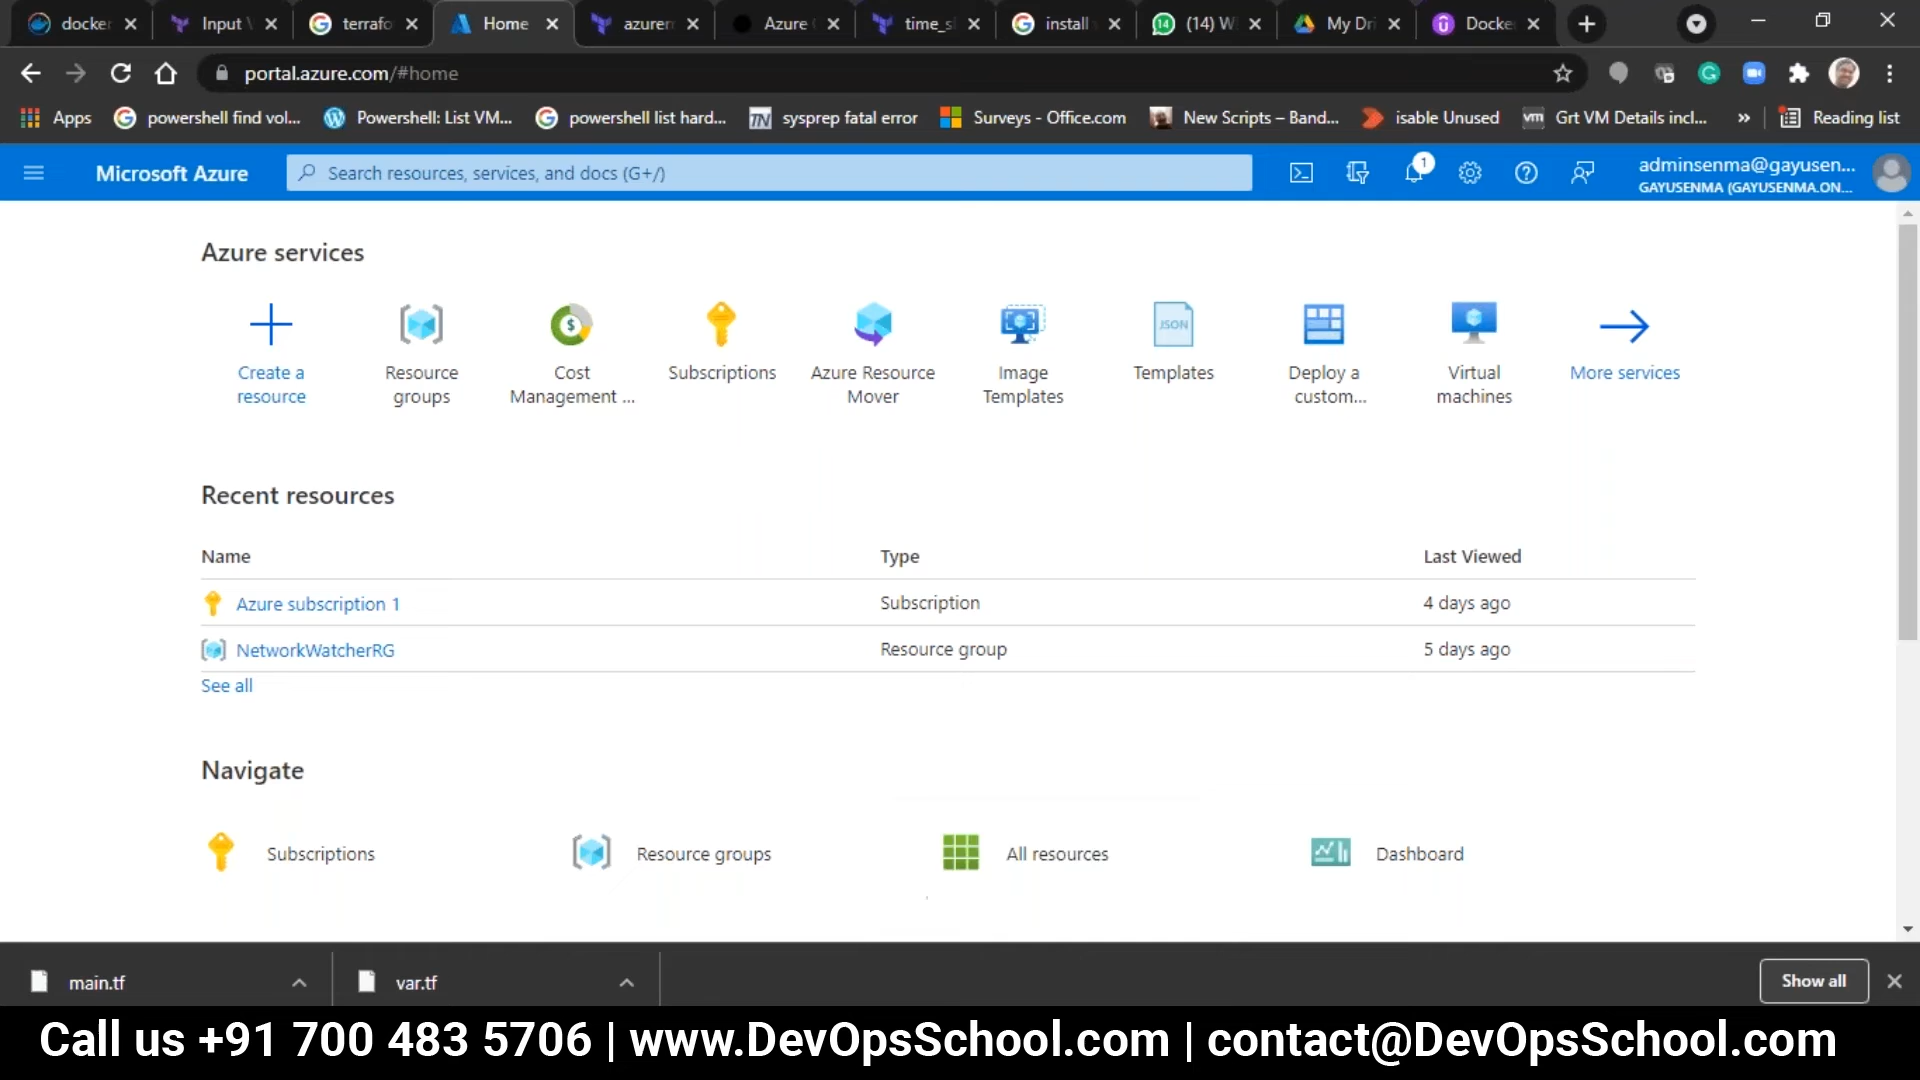 docke
Input
terrafo
Home
azurem
Azure
time_s
install
(14) W
My Dri
Docke
portal.azure.com/#home
Apps
powershell find vol...
Powershell: List VM...
powershell list hard...
TN
sysprep fatal error
Surveys - Office.com
New Scripts – Band...
isable Unused
vm
Grt VM Details incl...
»
Reading list
Microsoft Azure
Search resources, services, and docs (G+/)
1
adminsenma@gayusen...
GAYUSENMA (GAYUSENMA.ON...
Azure services
Create a
resource
Resource
groups
Cost
Management ...
Subscriptions
Azure Resource
Mover
Image
Templates
JSON
Templates
Deploy a
custom...
Virtual
machines
More services
Recent resources
Name Type Last Viewed
Azure subscription 1 Subscription 4 days ago
NetworkWatcherRG Resource group 5 days ago
See all
Navigate
Subscriptions
Resource groups
All resources
Dashboard
main.tf
var.tf
Show all
Call us +91 700 483 5706 | www.DevOpsSchool.com | contact@DevOpsSchool.com